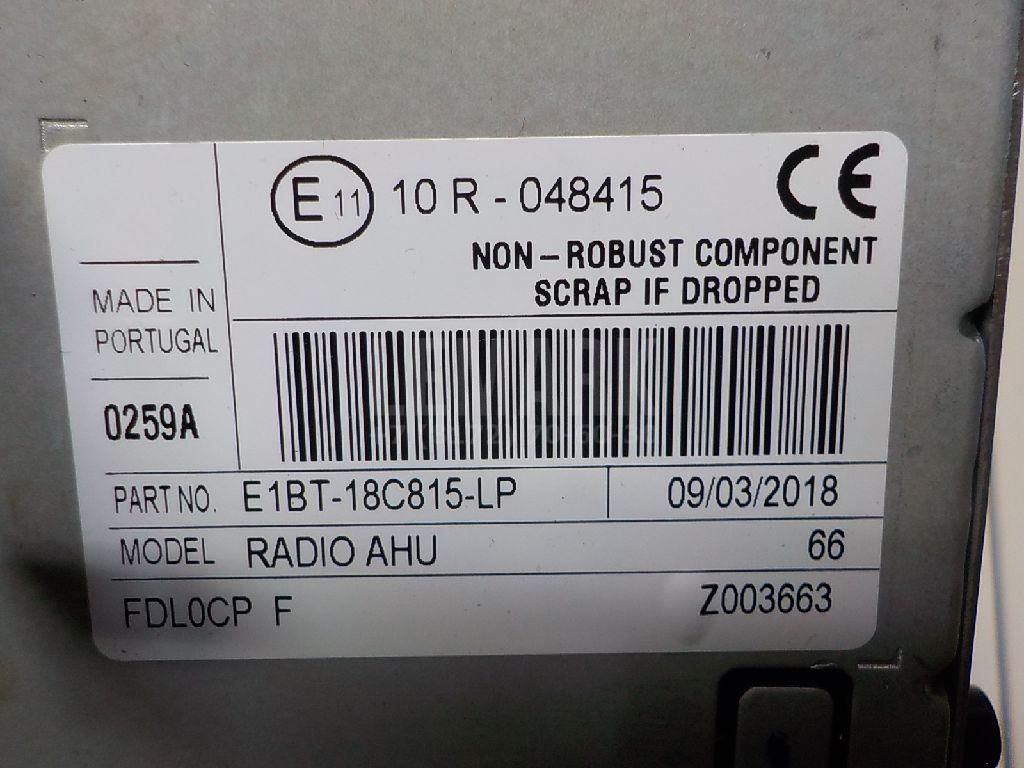 E 11 10 R - 048415 CE
NON-ROBUST COMPONENT
SCRAP IF DROPPED
MADE IN
PORTUGAL
0259A
PART NO. E1BT-18C815-LP 09/03/2018
MODEL RADIO AHU 66
FDL0CP F Z003663